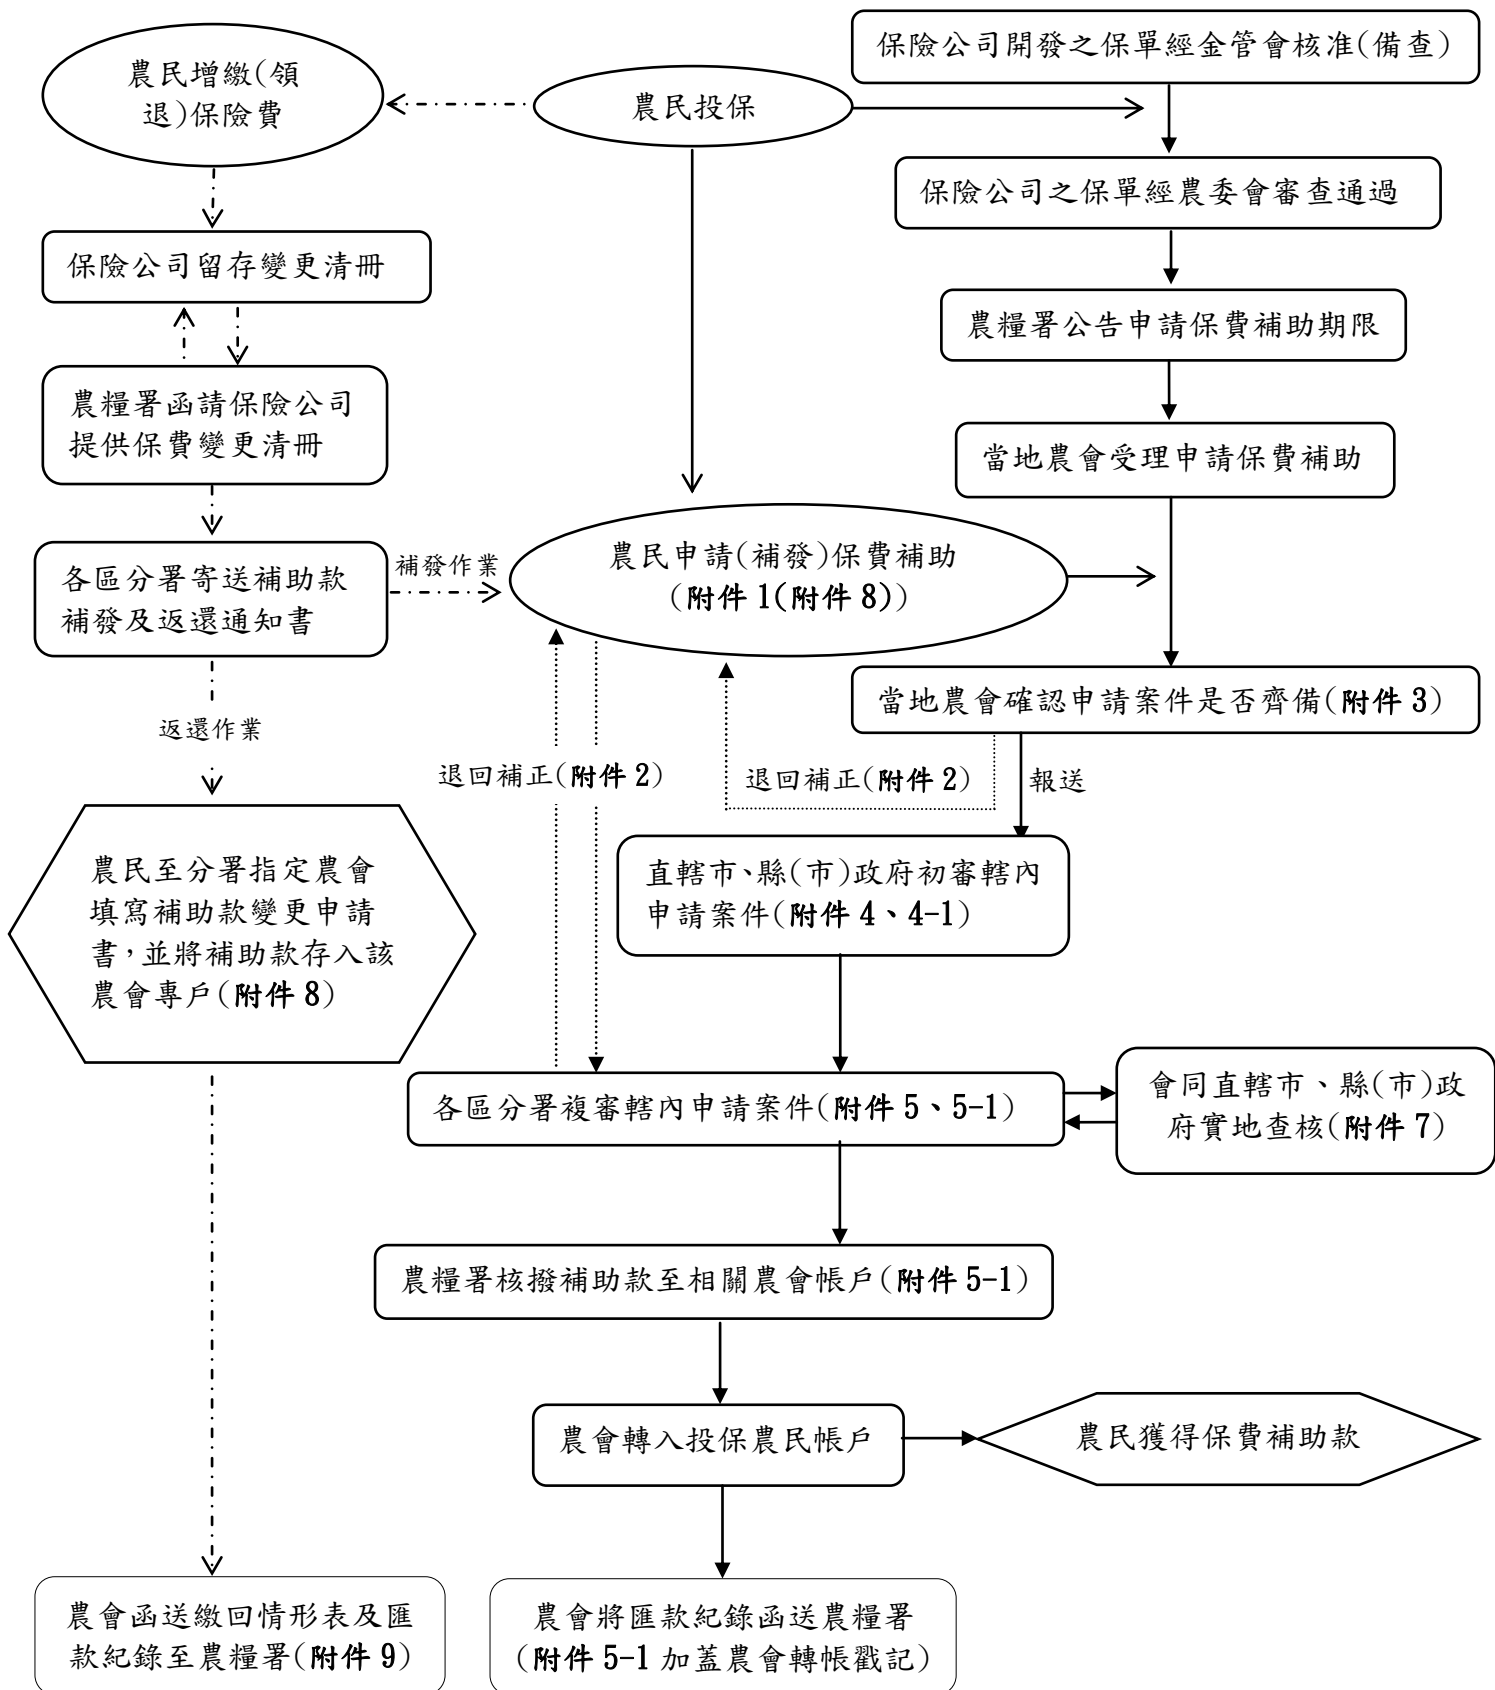 保險公司開發之保單經金管會核准(備查)
農民增繳(領
退)保險費
農民投保
保險公司之保單經農委會審查通過
保險公司留存變更清冊
農糧署公告申請保費補助期限
農糧署函請保險公司
提供保費變更清冊
當地農會受理申請保費補助
各區分署寄送補助款
補發及返還通知書
補發作業
農民申請(補發)保費補助
(附件 1(附件 8))
當地農會確認申請案件是否齊備(附件 3)
返還作業
退回補正(附件 2)
退回補正(附件 2)
報送
農民至分署指定農會
填寫補助款變更申請
書,並將補助款存入該
農會專戶(附件 8)
直轄市、縣(市)政府初審轄內
申請案件(附件 4、4-1)
各區分署複審轄內申請案件(附件 5、5-1)
會同直轄市、縣(市)政
府實地查核(附件 7)
農糧署核撥補助款至相關農會帳戶(附件 5-1)
農會轉入投保農民帳戶
農民獲得保費補助款
農會函送繳回情形表及匯
款紀錄至農糧署(附件 9)
農會將匯款紀錄函送農糧署
(附件 5-1 加蓋農會轉帳戳記)